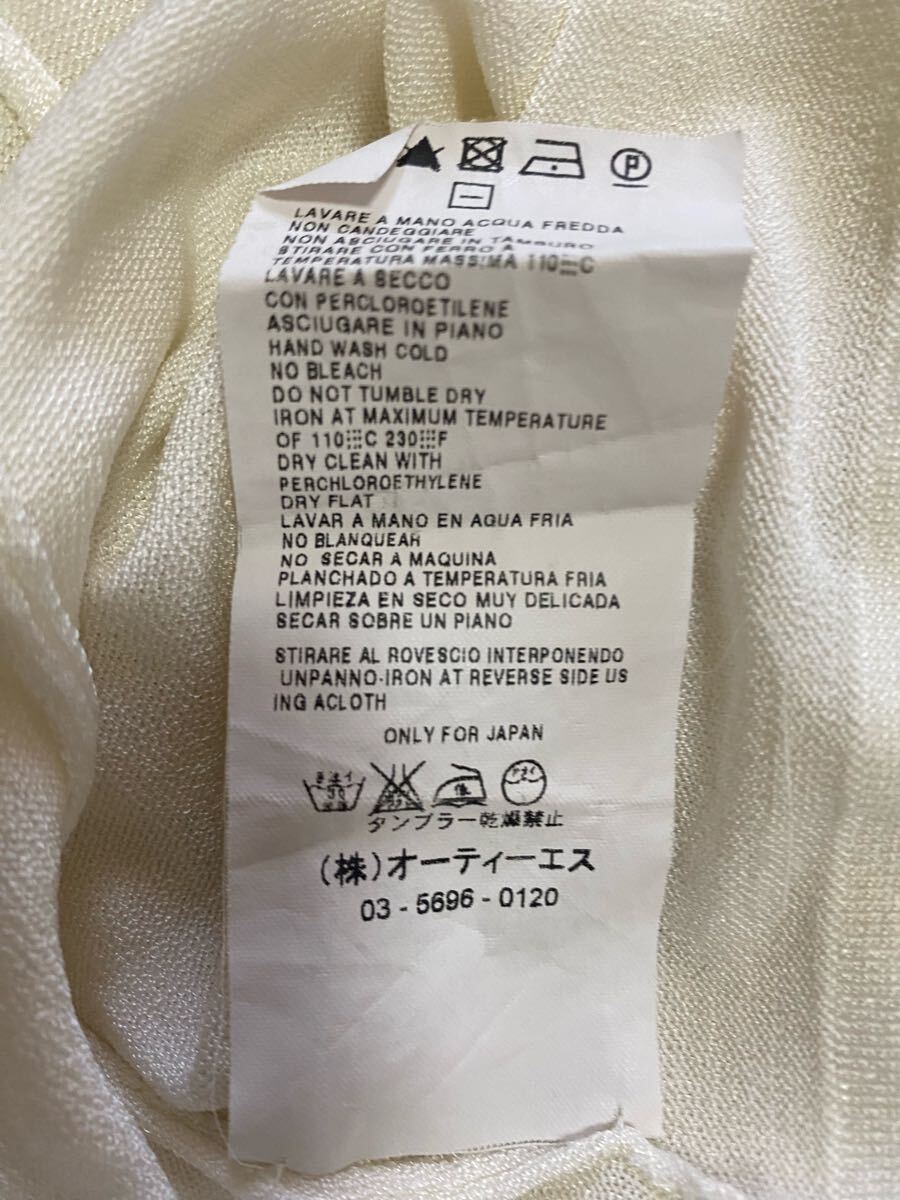 P
LAVARE A MANO ACQUA FREDDA
NON CANDEGGIARE
NON ASCIUGARE IN TAMBURO
STIRARE CON FERRO A
TEMPERATURA MASSIMA 110 C
LAVARE A SECCO
CON PERCLOROETILENE
ASCIUGARE IN PIANO
HAND WASH COLD
NO BLEACH
DO NOT TUMBLE DRY
IRON AT MAXIMUM TEMPERATURE
OF 110 C 230 F
DRY CLEAN WITH
PERCHLOROETHYLENE
DRY FLAT
LAVAR A MANO EN AQUA FRIA
NO BLANQUEAR
NO SECAR A MAQUINA
PLANCHADO A TEMPERATURA FRIA
LIMPIEZA EN SECO MUY DELICADA
SECAR SOBRE UN PIANO
STIRARE AL ROVESCIO INTERPONENDO
UNPANNO-IRON AT REVERSE SIDE US
ING ACLOTH
ONLY FOR JAPAN
手洗イ 30 低
タンブラー乾燥禁止
(株)オーティーエス
03 - 5696 - 0120